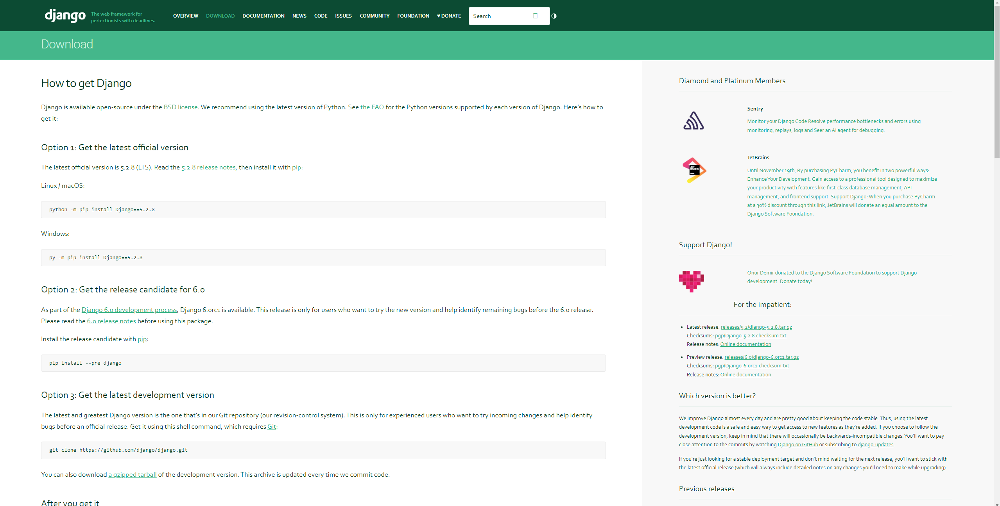 django
The web framework for
perfectionists with deadlines.
OVERVIEW DOWNLOAD DOCUMENTATION NEWS CODE ISSUES COMMUNITY FOUNDATION ♥ DONATE
Search
Download
How to get Django
Django is available open-source under the BSD license. We recommend using the latest version of Python. See the FAQ for the Python versions supported by each version of Django. Here’s how to
get it:
Option 1: Get the latest official version
The latest official version is 5.2.8 (LTS). Read the 5.2.8 release notes, then install it with pip:
Linux / macOS:
python -m pip install Django==5.2.8
Windows:
py -m pip install Django==5.2.8
Option 2: Get the release candidate for 6.0
As part of the Django 6.0 development process, Django 6.0rc1 is available. This release is only for users who want to try the new version and help identify remaining bugs before the 6.0 release.
Please read the 6.0 release notes before using this package.
Install the release candidate with pip:
pip install --pre django
Option 3: Get the latest development version
The latest and greatest Django version is the one that’s in our Git repository (our revision-control system). This is only for experienced users who want to try incoming changes and help identify
bugs before an official release. Get it using this shell command, which requires Git:
git clone https://github.com/django/django.git
You can also download a gzipped tarball of the development version. This archive is updated every time we commit code.
After you get it
Diamond and Platinum Members
Sentry
Monitor your Django Code Resolve performance bottlenecks and errors using
monitoring, replays, logs and Seer an AI agent for debugging.
JET
BRAINS
JetBrains
Until November 19th, By purchasing PyCharm, you benefit in two powerful ways:
Enhance Your Development: Gain access to a professional tool designed to maximize
your productivity with features like first-class database management, API
management, and frontend support. Support Django: When you purchase PyCharm
at a 30% discount through this link, JetBrains will donate an equal amount to the
Django Software Foundation.
Support Django!
Onur Demir donated to the Django Software Foundation to support Django
development. Donate today!
For the impatient:
• Latest release: releases/5.2/django-5.2.8.tar.gz
Checksums: pgp/Django-5.2.8.checksum.txt
Release notes: Online documentation
• Preview release: releases/6.0/django-6.0rc1.tar.gz
Checksums: pgp/Django-6.0rc1.checksum.txt
Release notes: Online documentation
Which version is better?
We improve Django almost every day and are pretty good about keeping the code stable. Thus, using the latest
development code is a safe and easy way to get access to new features as they’re added. If you choose to follow the
development version, keep in mind that there will occasionally be backwards-incompatible changes. You’ll want to pay
close attention to the commits by watching Django on GitHub or subscribing to django-updates.
If you’re just looking for a stable deployment target and don’t mind waiting for the next release, you’ll want to stick with
the latest official release (which will always include detailed notes on any changes you’ll need to make while upgrading).
Previous releases